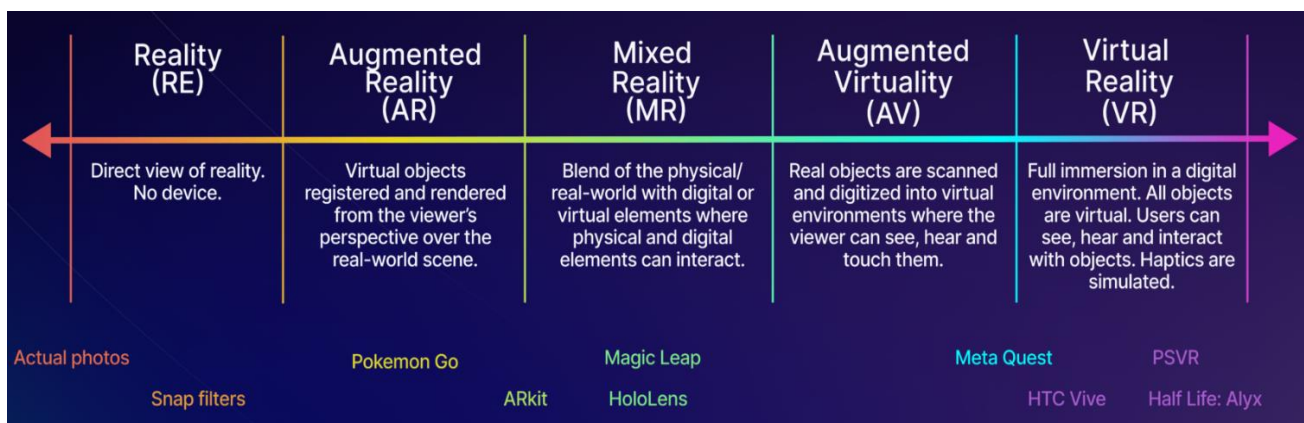 Reality
(RE)
Direct view of reality.
No device.
Augmented
Reality
(AR)
Virtual objects
registered and rendered
from the viewer's
perspective over the
real-world scene.
Mixed
Reality
(MR)
Blend of the physical/
real-world with digital or
virtual elements where
physical and digital
elements can interact.
Augmented
Virtuality
(AV)
Real objects are scanned
and digitized into virtual
environments where the
viewer can see, hear and
touch them.
Virtual
Reality
(VR)
Full immersion in a digital
environment. All objects
are virtual. Users can
see, hear and interact
with objects. Haptics are
simulated.
Actual photos
Snap filters
Pokemon Go
ARkit
Magic Leap
HoloLens
Meta Quest
HTC Vive
PSVR
Half Life: Alyx